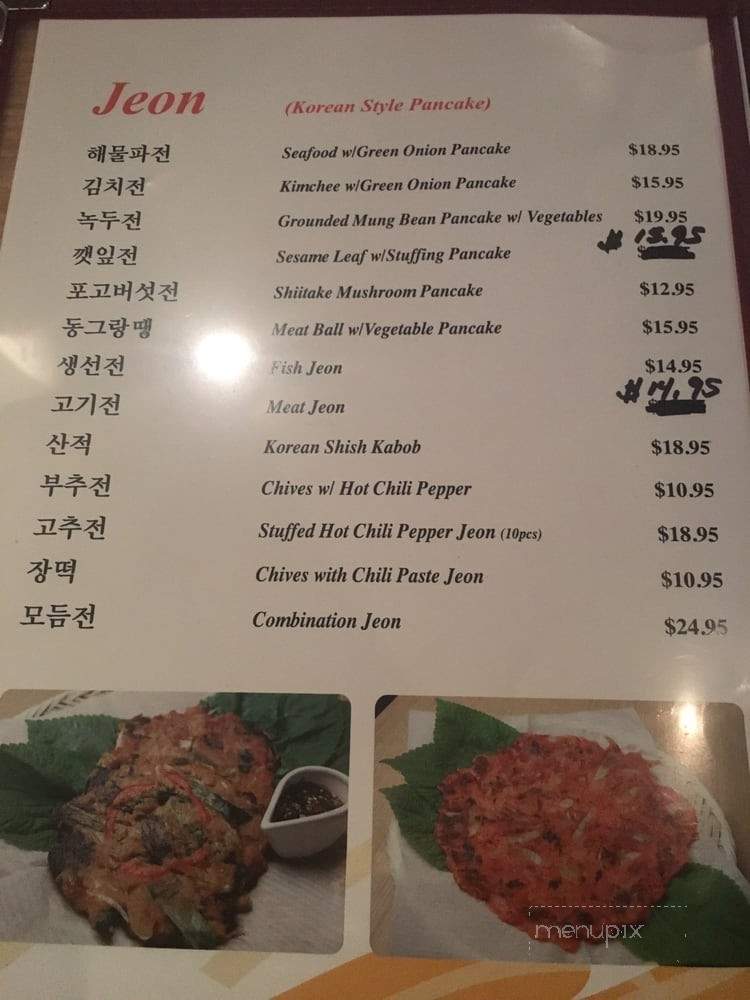 Jeon (Korean Style Pancake)
해물파전 Seafood w/Green Onion Pancake $18.95
김치전 Kimchee w/Green Onion Pancake $15.95
녹두전 Grounded Mung Bean Pancake w/ Vegetables $19.95
깻잎전 Sesame Leaf w/Stuffing Pancake $ 15.95
포고버섯전 Shiitake Mushroom Pancake $12.95
동그랑땡 Meat Ball w/Vegetable Pancake $15.95
생선전 Fish Jeon $14.95
고기전 Meat Jeon $14.95
산적 Korean Shish Kabob $18.95
부추전 Chives w/ Hot Chili Pepper $10.95
고추전 Stuffed Hot Chili Pepper Jeon (10pcs) $18.95
장떡 Chives with Chili Paste Jeon $10.95
모듬전 Combination Jeon $24.95
menupix